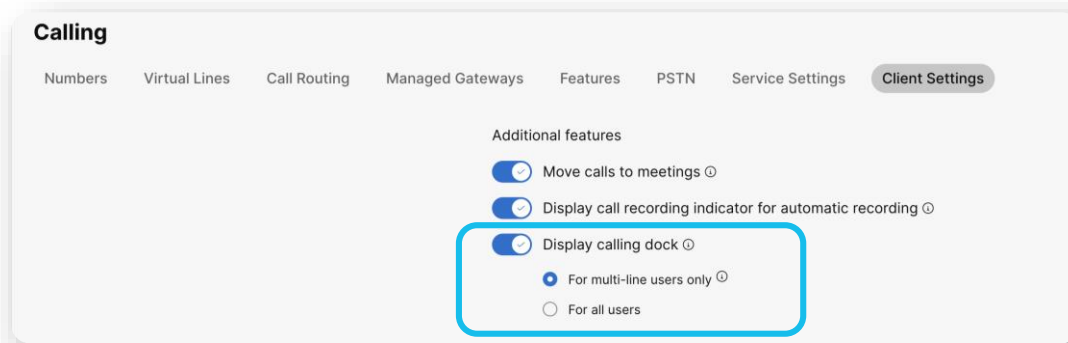 Calling
Numbers Virtual Lines Call Routing Managed Gateways Features PSTN Service Settings Client Settings
Additional features
Move calls to meetings
Display call recording indicator for automatic recording
Display calling dock
For multi-line users only
For all users